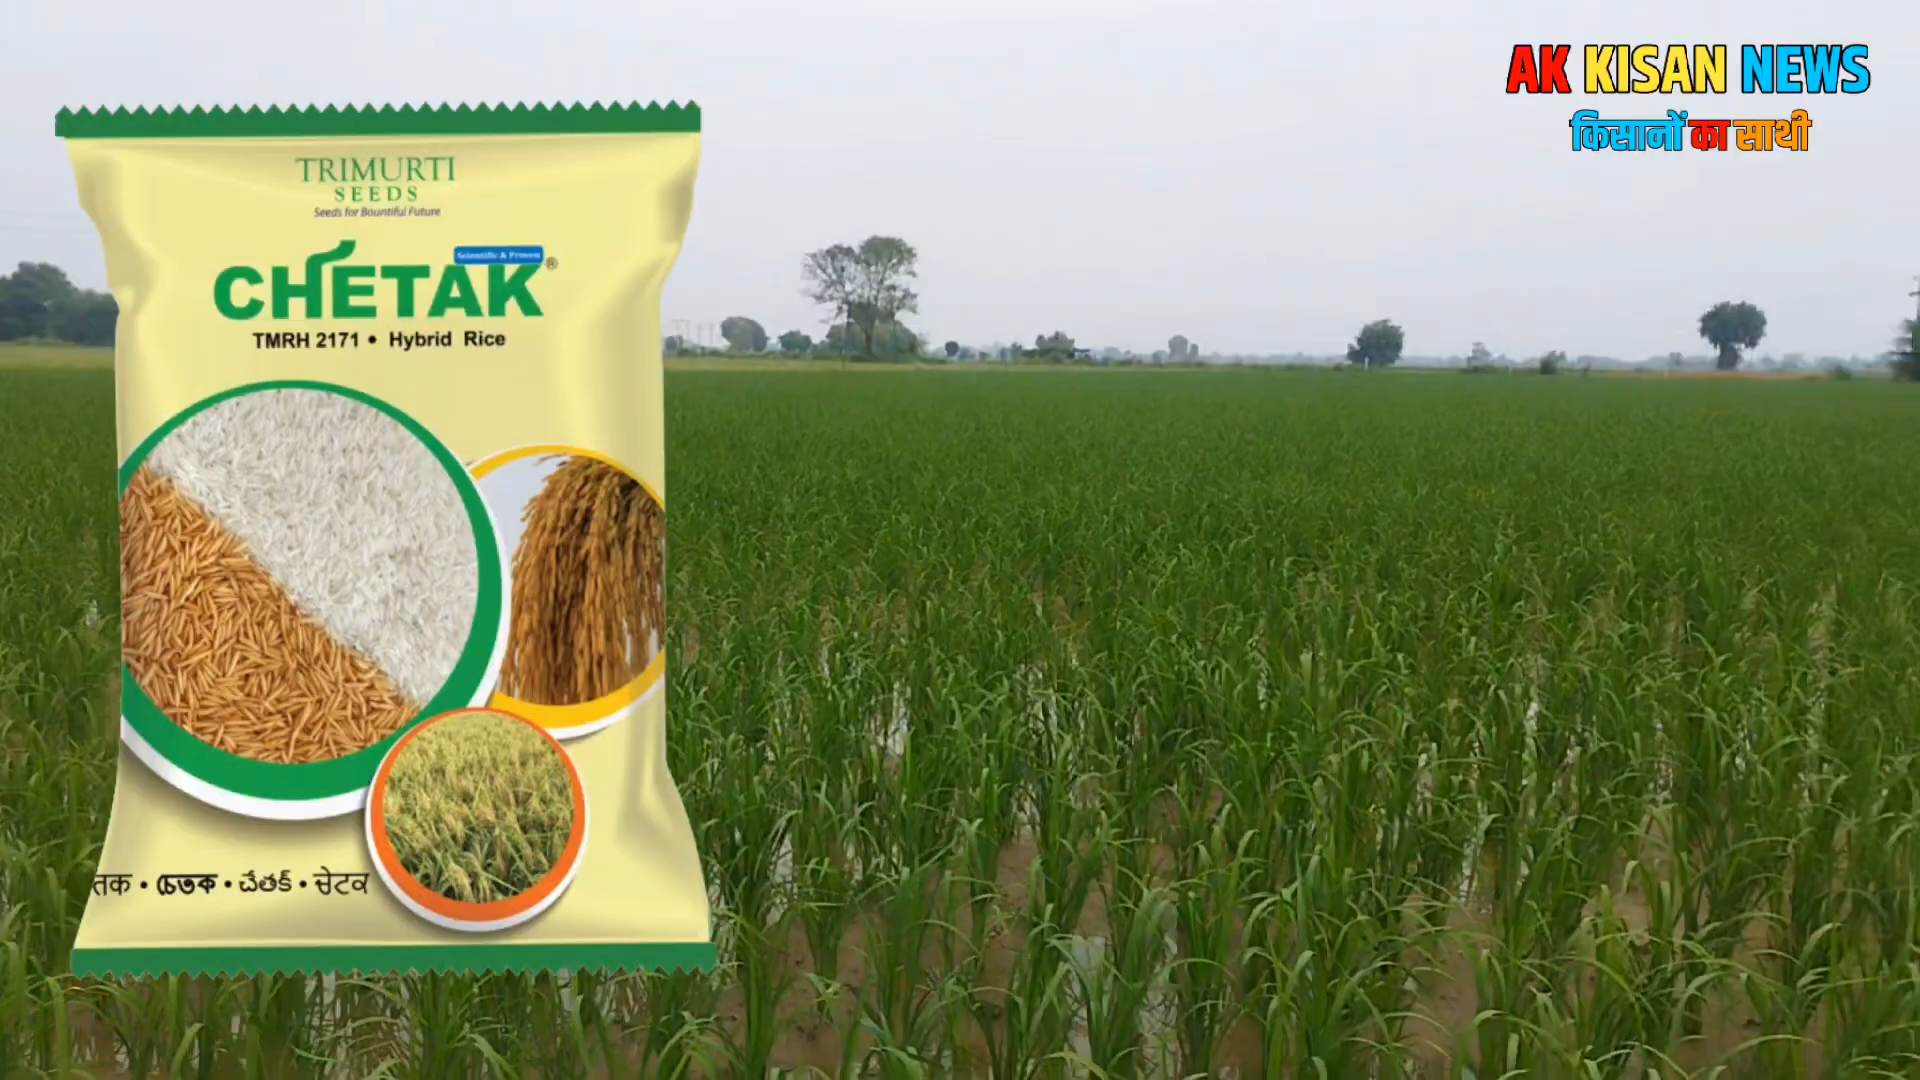 AK KISAN NEWS
किसानों का साथी
TRIMURTI
SEEDS
Seeds for Bountiful Future
Scientific & Proven
CHETAK®
TMRH 2171 • Hybrid Rice
तक • চেতক • చేతక్ • ચેટક